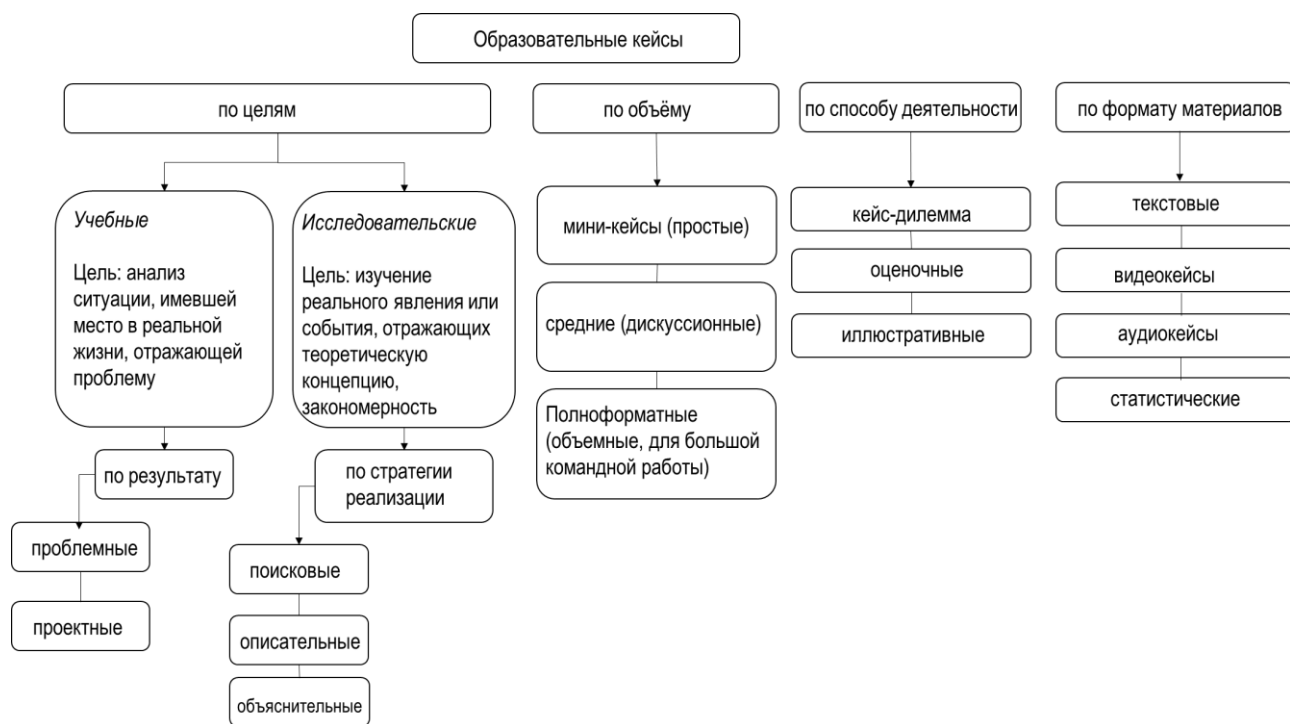 Образовательные кейсы
по целям
по объёму
по способу деятельности
по формату материалов
Учебные
Цель: анализ
ситуации, имевшей
место в реальной
жизни, отражающей
проблему
Исследовательские
Цель: изучение
реального явления или
события, отражающих
теоретическую
концепцию,
закономерность
мини-кейсы (простые)
средние (дискуссионные)
Полноформатные
(объемные, для большой
командной работы)
кейс-дилемма
оценочные
иллюстративные
текстовые
видеокейсы
аудиокейсы
статистические
по результату
по стратегии
реализации
проблемные
проектные
поисковые
описательные
объяснительные